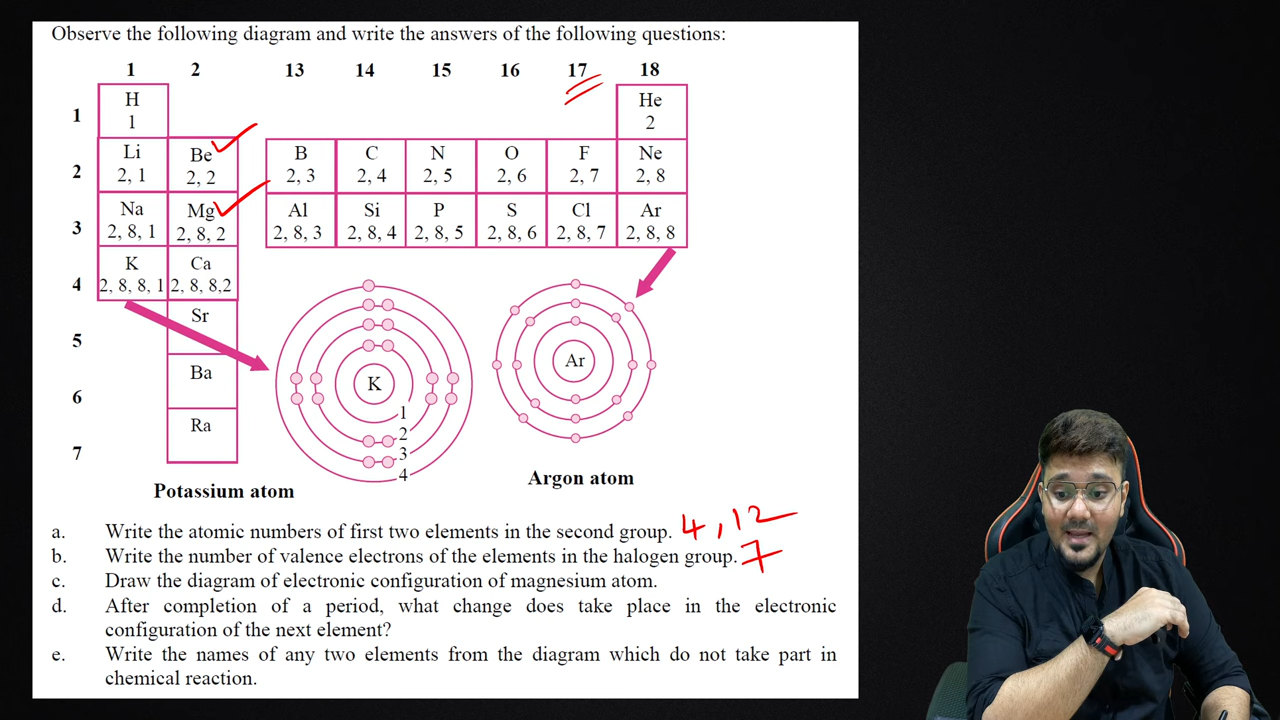 Observe the following diagram and write the answers of the following questions:
1 2 13 14 15 16 17 18
1 H He
1 2
2 Li Be B C N O F Ne
2, 1 2, 2 2, 3 2, 4 2, 5 2, 6 2, 7 2, 8
3 Na Mg Al Si P S Cl Ar
2, 8, 1 2, 8, 2 2, 8, 3 2, 8, 4 2, 8, 5 2, 8, 6 2, 8, 7 2, 8, 8
4 K Ca
2, 8, 8, 1 2, 8, 8,2
5 Sr
6 Ba
7 Ra
K
1
2
3
4
Ar
Potassium atom
Argon atom
a. Write the atomic numbers of first two elements in the second group. 4, 12
b. Write the number of valence electrons of the elements in the halogen group. 7
c. Draw the diagram of electronic configuration of magnesium atom.
d. After completion of a period, what change does take place in the electronic
configuration of the next element?
e. Write the names of any two elements from the diagram which do not take part in
chemical reaction.